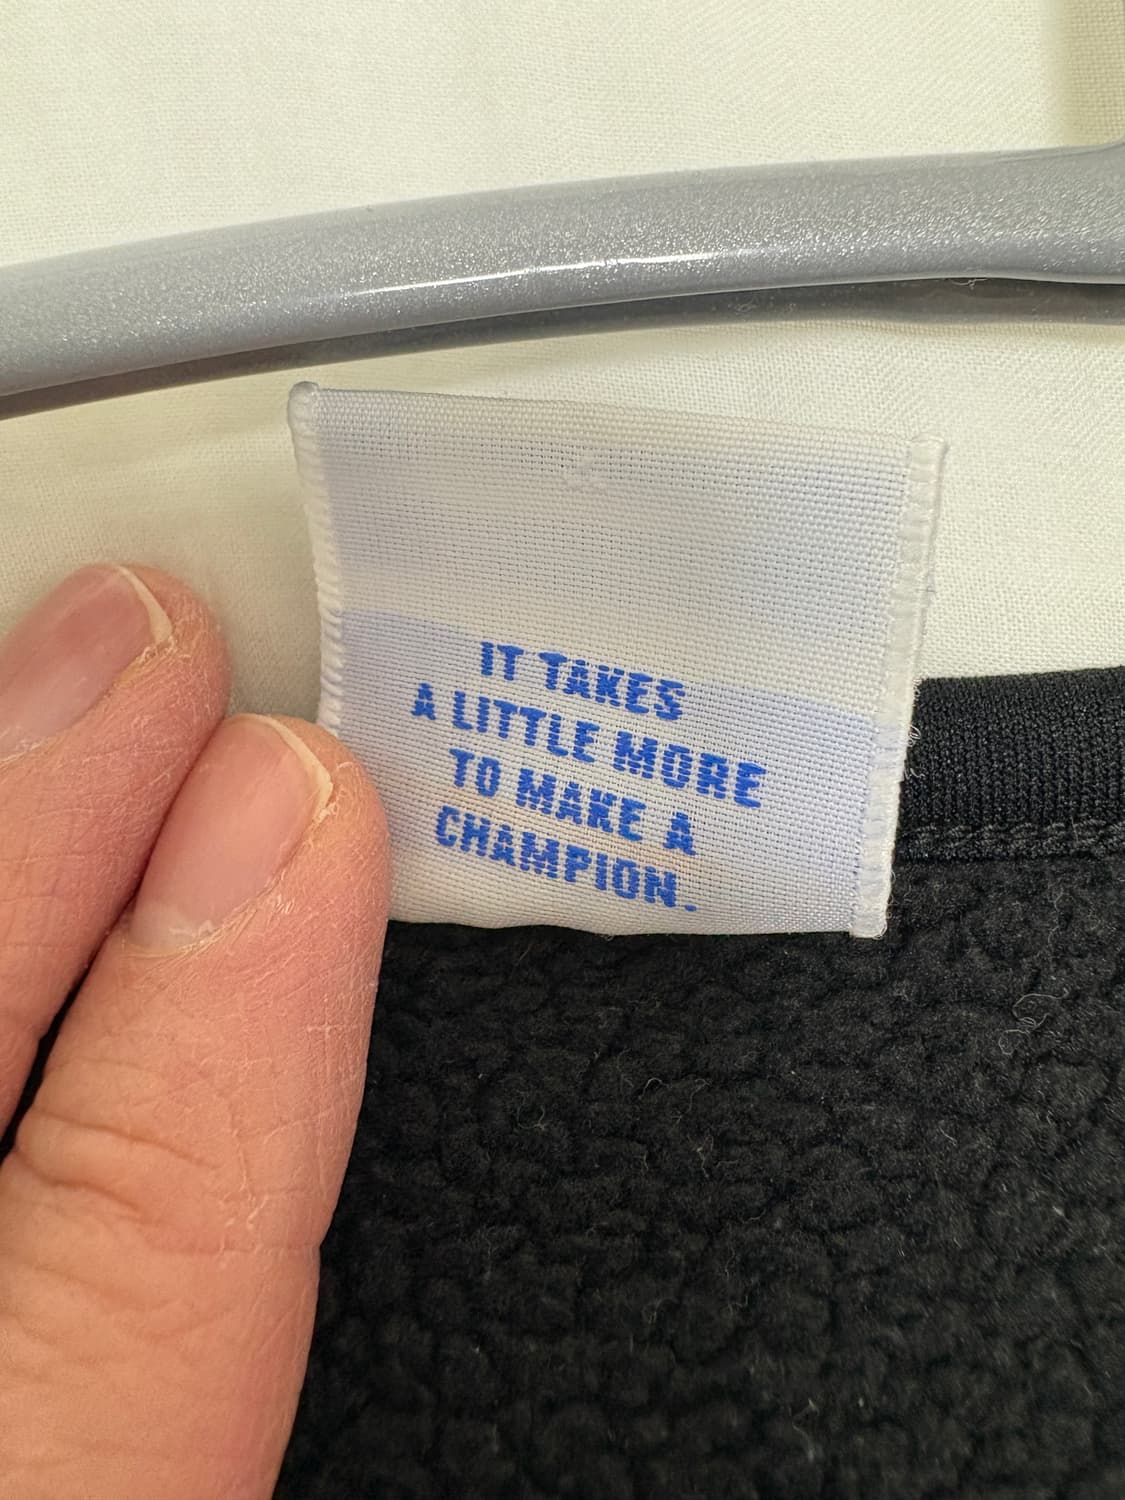 IT TAKES
A LITTLE MORE
TO MAKE A
CHAMPION.